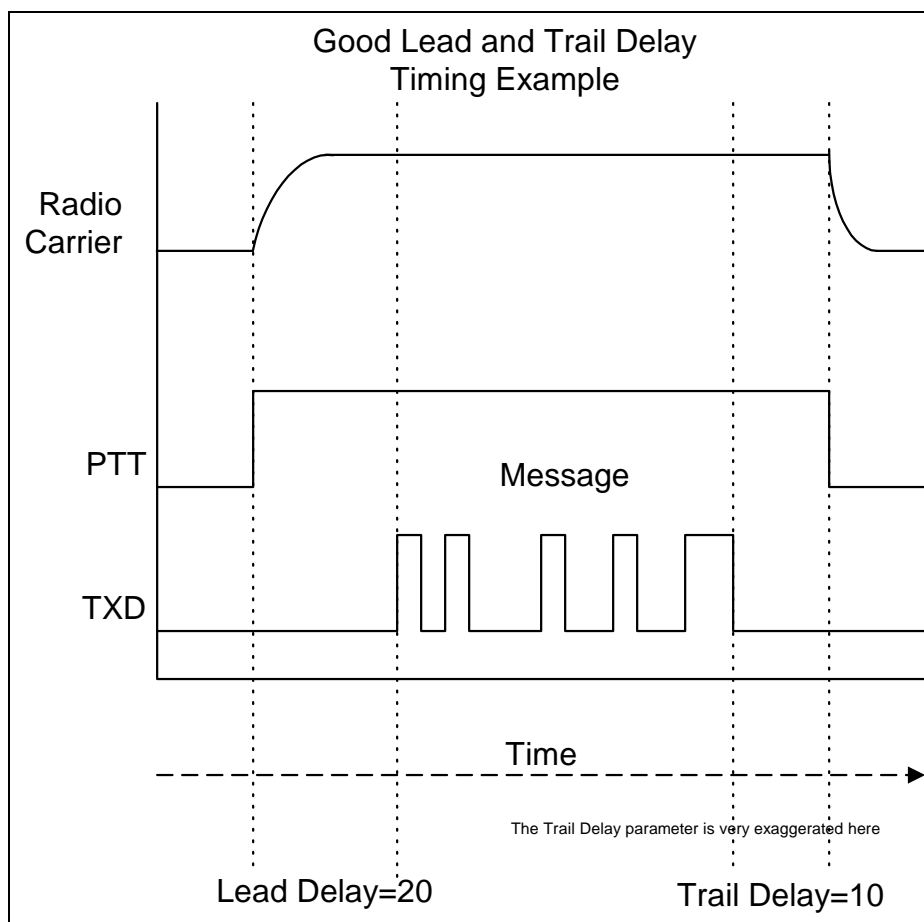 Good Lead and Trail Delay
Timing Example
Radio
Carrier
PTT
Message
TXD
Time
The Trail Delay parameter is very exaggerated here
Lead Delay=20
Trail Delay=10